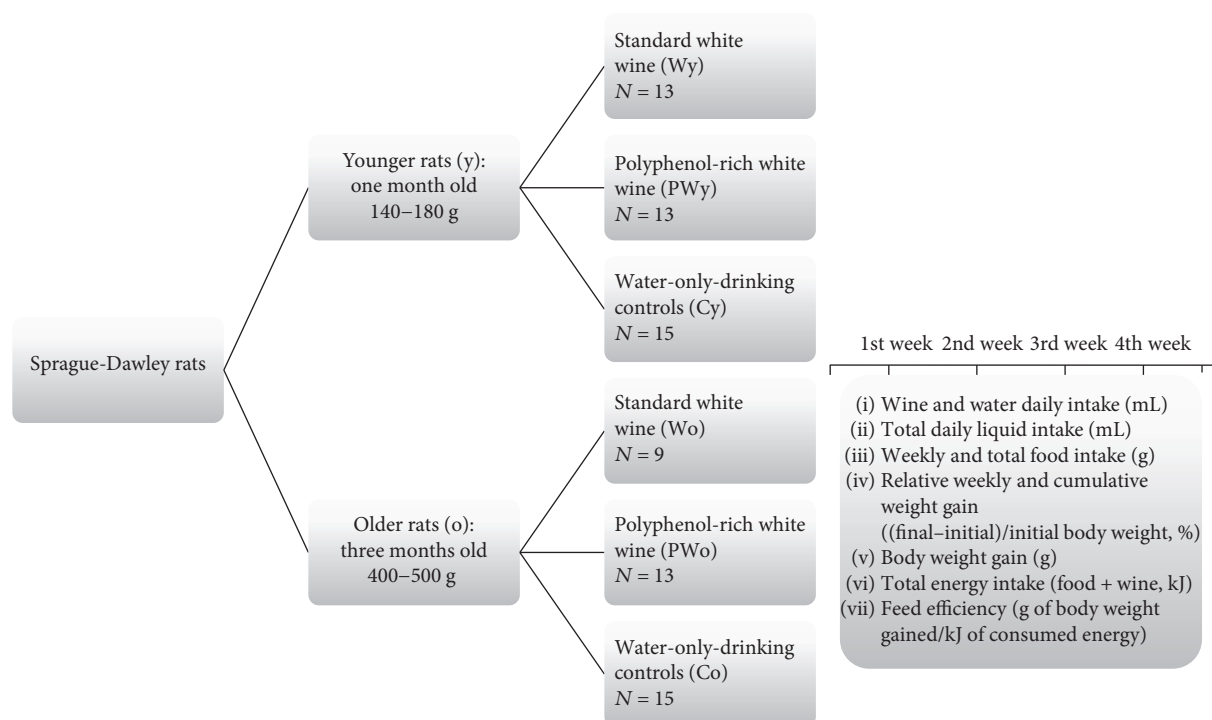 Sprague-Dawley rats
Younger rats (y):
one month old
140–180 g
Older rats (o):
three months old
400–500 g
Standard white
wine (Wy)
N = 13
Polyphenol-rich white
wine (PWy)
N = 13
Water-only-drinking
controls (Cy)
N = 15
Standard white
wine (Wo)
N = 9
Polyphenol-rich white
wine (PWo)
N = 13
Water-only-drinking
controls (Co)
N = 15
1st week 2nd week 3rd week 4th week
(i) Wine and water daily intake (mL)
(ii) Total daily liquid intake (mL)
(iii) Weekly and total food intake (g)
(iv) Relative weekly and cumulative
weight gain
((final–initial)/initial body weight, %)
(v) Body weight gain (g)
(vi) Total energy intake (food + wine, kJ)
(vii) Feed efficiency (g of body weight
gained/kJ of consumed energy)